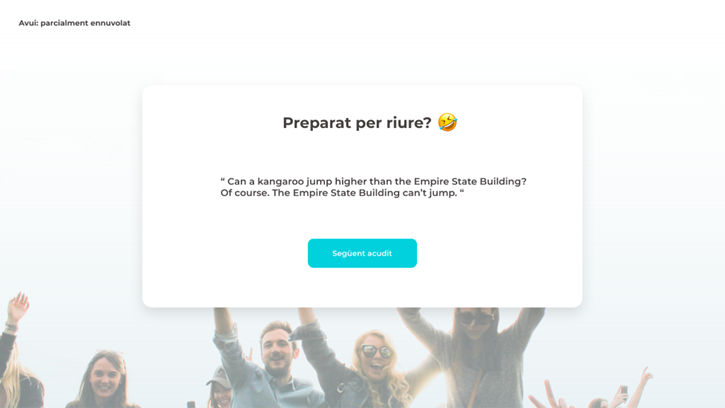 Avui: parcialment ennuvolat
Preparat per riure? 🤣
“ Can a kangaroo jump higher than the Empire State Building?
Of course. The Empire State Building can’t jump. “
Següent acudit